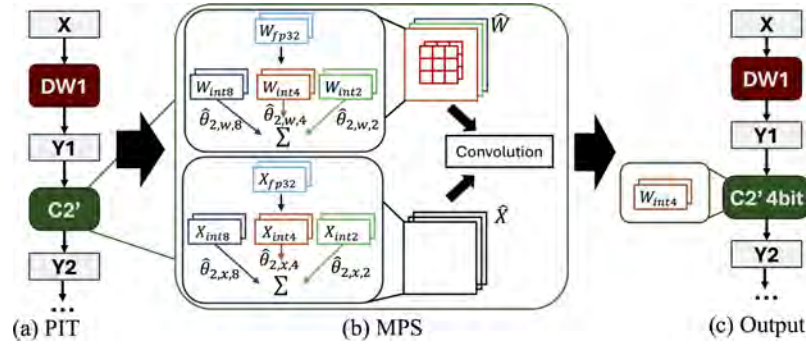 X
DW1
Y1
C2'
Y2
...
(a) PIT
W_fp32
W_int8 W_int4 W_int2
θ̂_2,w,8 θ̂_2,w,4 θ̂_2,w,2
Σ
Ŵ
X_fp32
X_int8 X_int4 X_int2
θ̂_2,x,8 θ̂_2,x,4 θ̂_2,x,2
Σ
X̂
Convolution
(b) MPS
X
DW1
Y1
W_int4
C2' 4bit
Y2
...
(c) Output